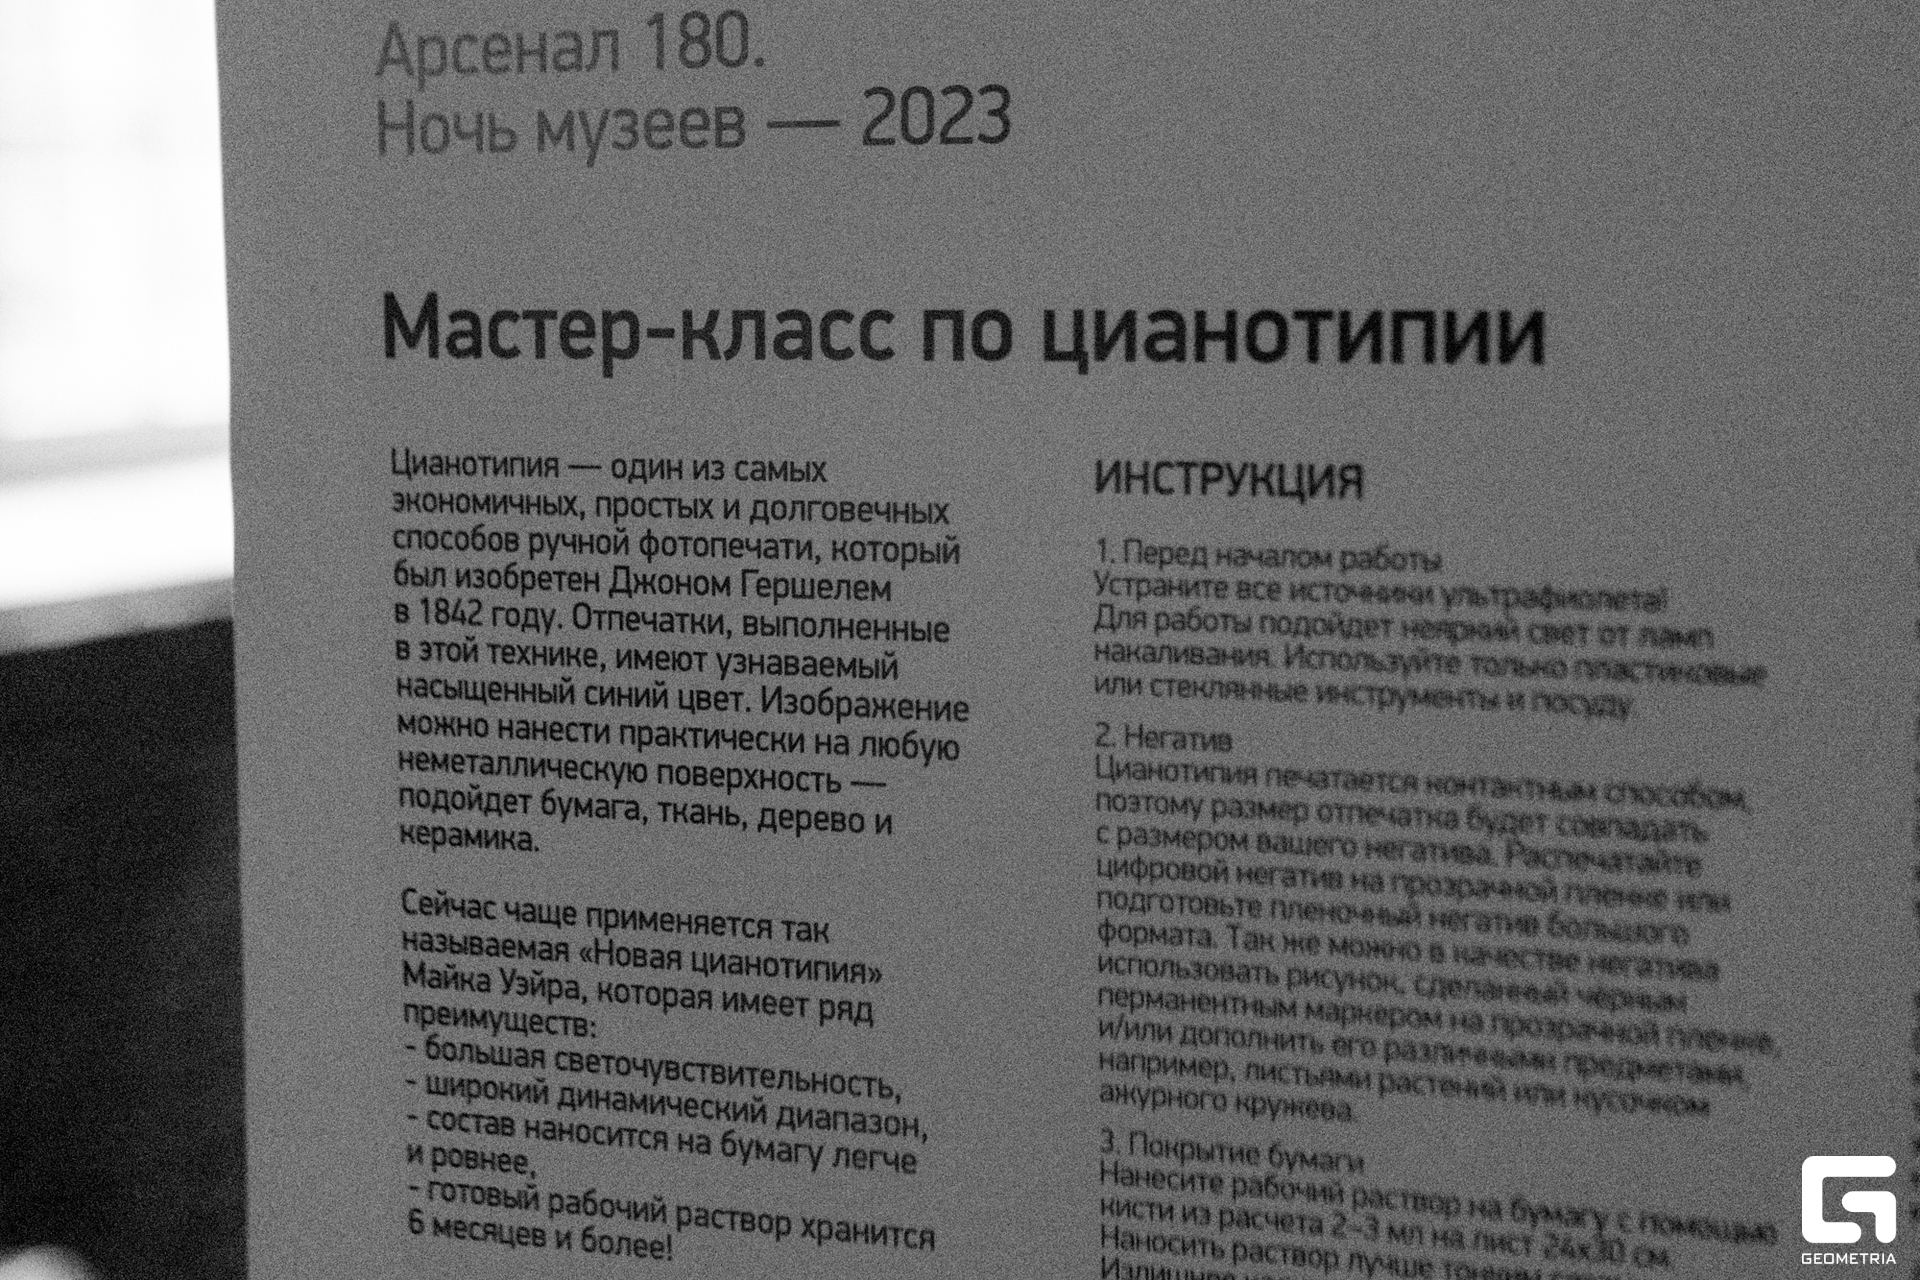 Арсенал 180.
Ночь музеев — 2023
Мастер-класс по цианотипии
Цианотипия — один из самых
экономичных, простых и долговечных
способов ручной фотопечати, который
был изобретен Джоном Гершелем
в 1842 году. Отпечатки, выполненные
в этой технике, имеют узнаваемый
насыщенный синий цвет. Изображение
можно нанести практически на любую
неметаллическую поверхность —
подойдет бумага, ткань, дерево и
керамика.
Сейчас чаще применяется так
называемая «Новая цианотипия»
Майка Уэйра, которая имеет ряд
преимуществ:
- большая светочувствительность,
- широкий динамический диапазон,
- состав наносится на бумагу легче
и ровнее,
- готовый рабочий раствор хранится
6 месяцев и более!
ИНСТРУКЦИЯ
1. Перед началом работы
Устраните все источники ультрафиолета!
Для работы подойдет неяркий свет от ламп
накаливания. Используйте только пластиковые
или стеклянные инструменты и посуду.
2. Негатив
Цианотипия печатается контактным способом,
поэтому размер отпечатка будет совпадать
с размером вашего негатива. Распечатайте
цифровой негатив на прозрачной пленке или
подготовьте пленочный негатив большого
формата. Так же можно в качестве негатива
использовать рисунок, сделанный черным
перманентным маркером на прозрачной пленке,
и/или дополнить его различными предметами,
например, листьями растений или кусочком
ажурного кружева.
3. Покрытие бумаги
Нанесите рабочий раствор на бумагу с помощью
кисти из расчета 2-3 мл на лист 24х30 см.
Наносить раствор лучше
GEOMETRIA